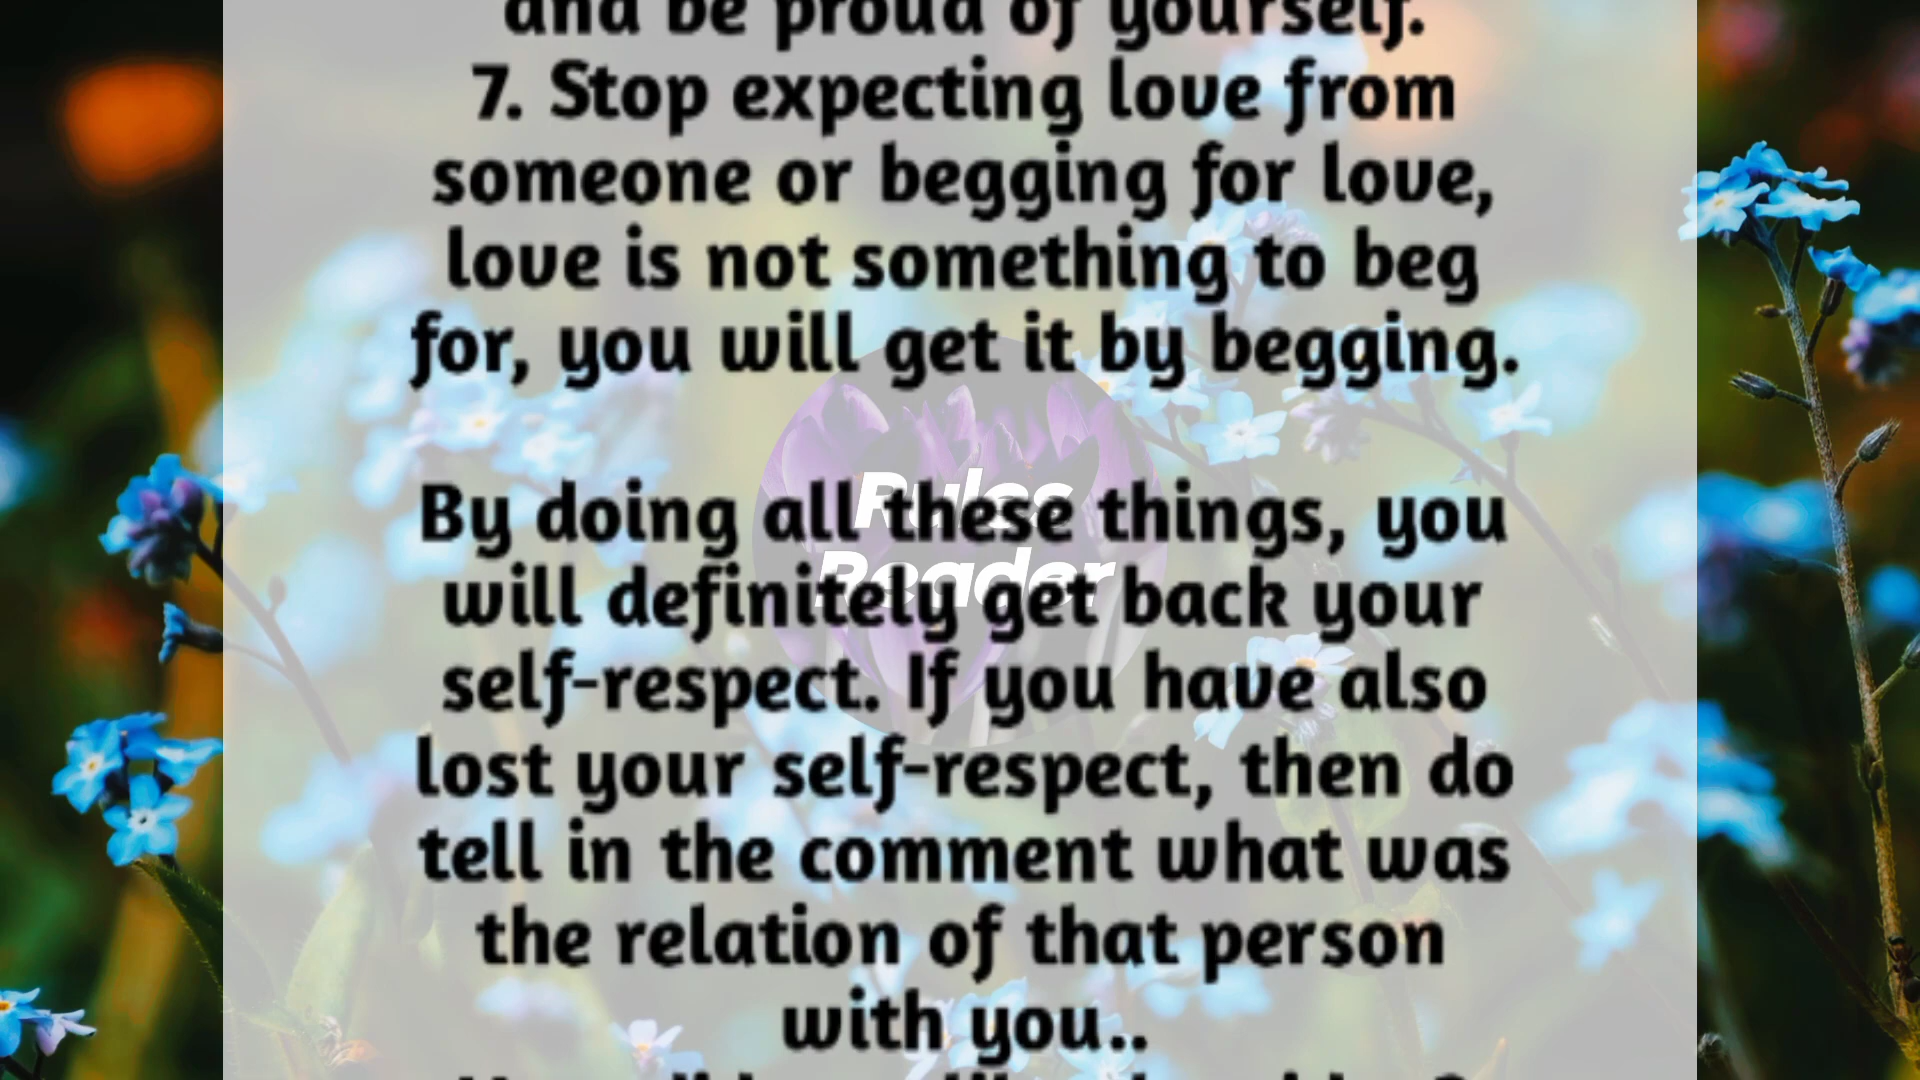 and be proud of yourself.
7. Stop expecting love from
someone or begging for love,
love is not something to beg
for, you will get it by begging.
Rules
Reader
By doing all these things, you
will definitely get back your
self-respect. If you have also
lost your self-respect, then do
tell in the comment what was
the relation of that person
with you..